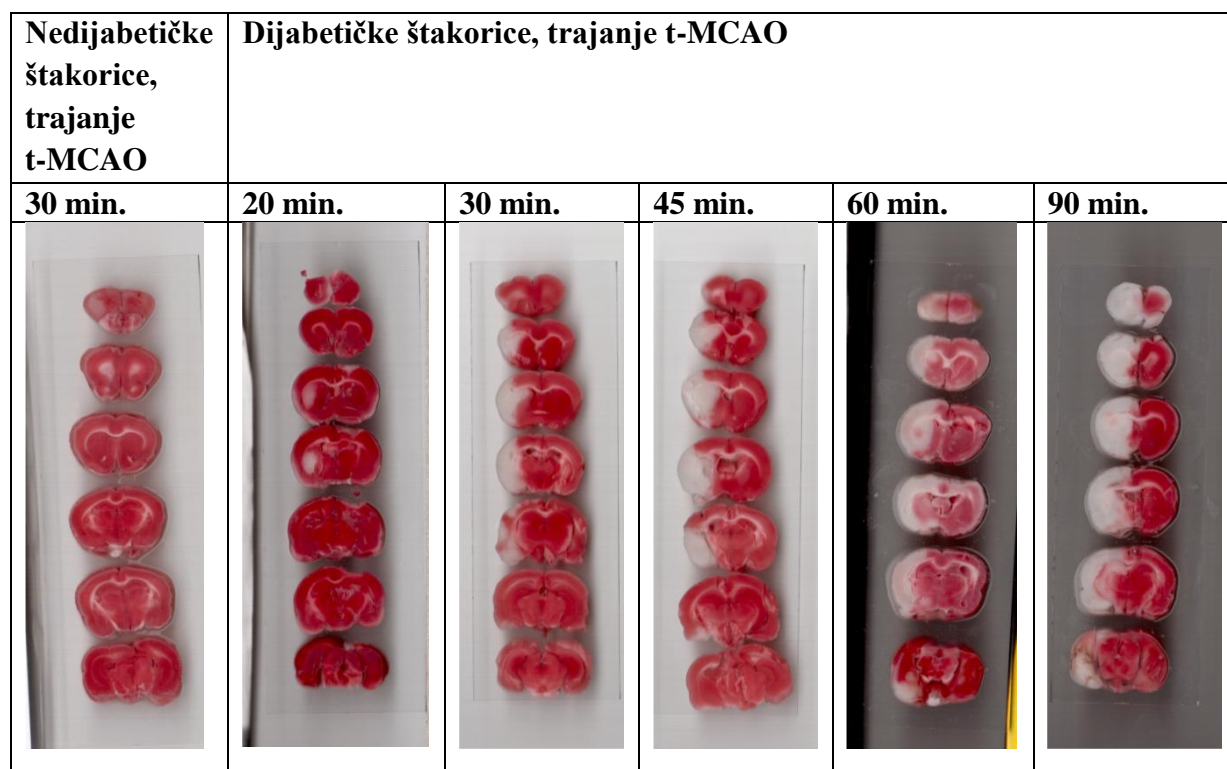 Nedijabetičke
štakorice,
trajanje
t-MCAO
Dijabetičke štakorice, trajanje t-MCAO
30 min.
20 min.
30 min.
45 min.
60 min.
90 min.